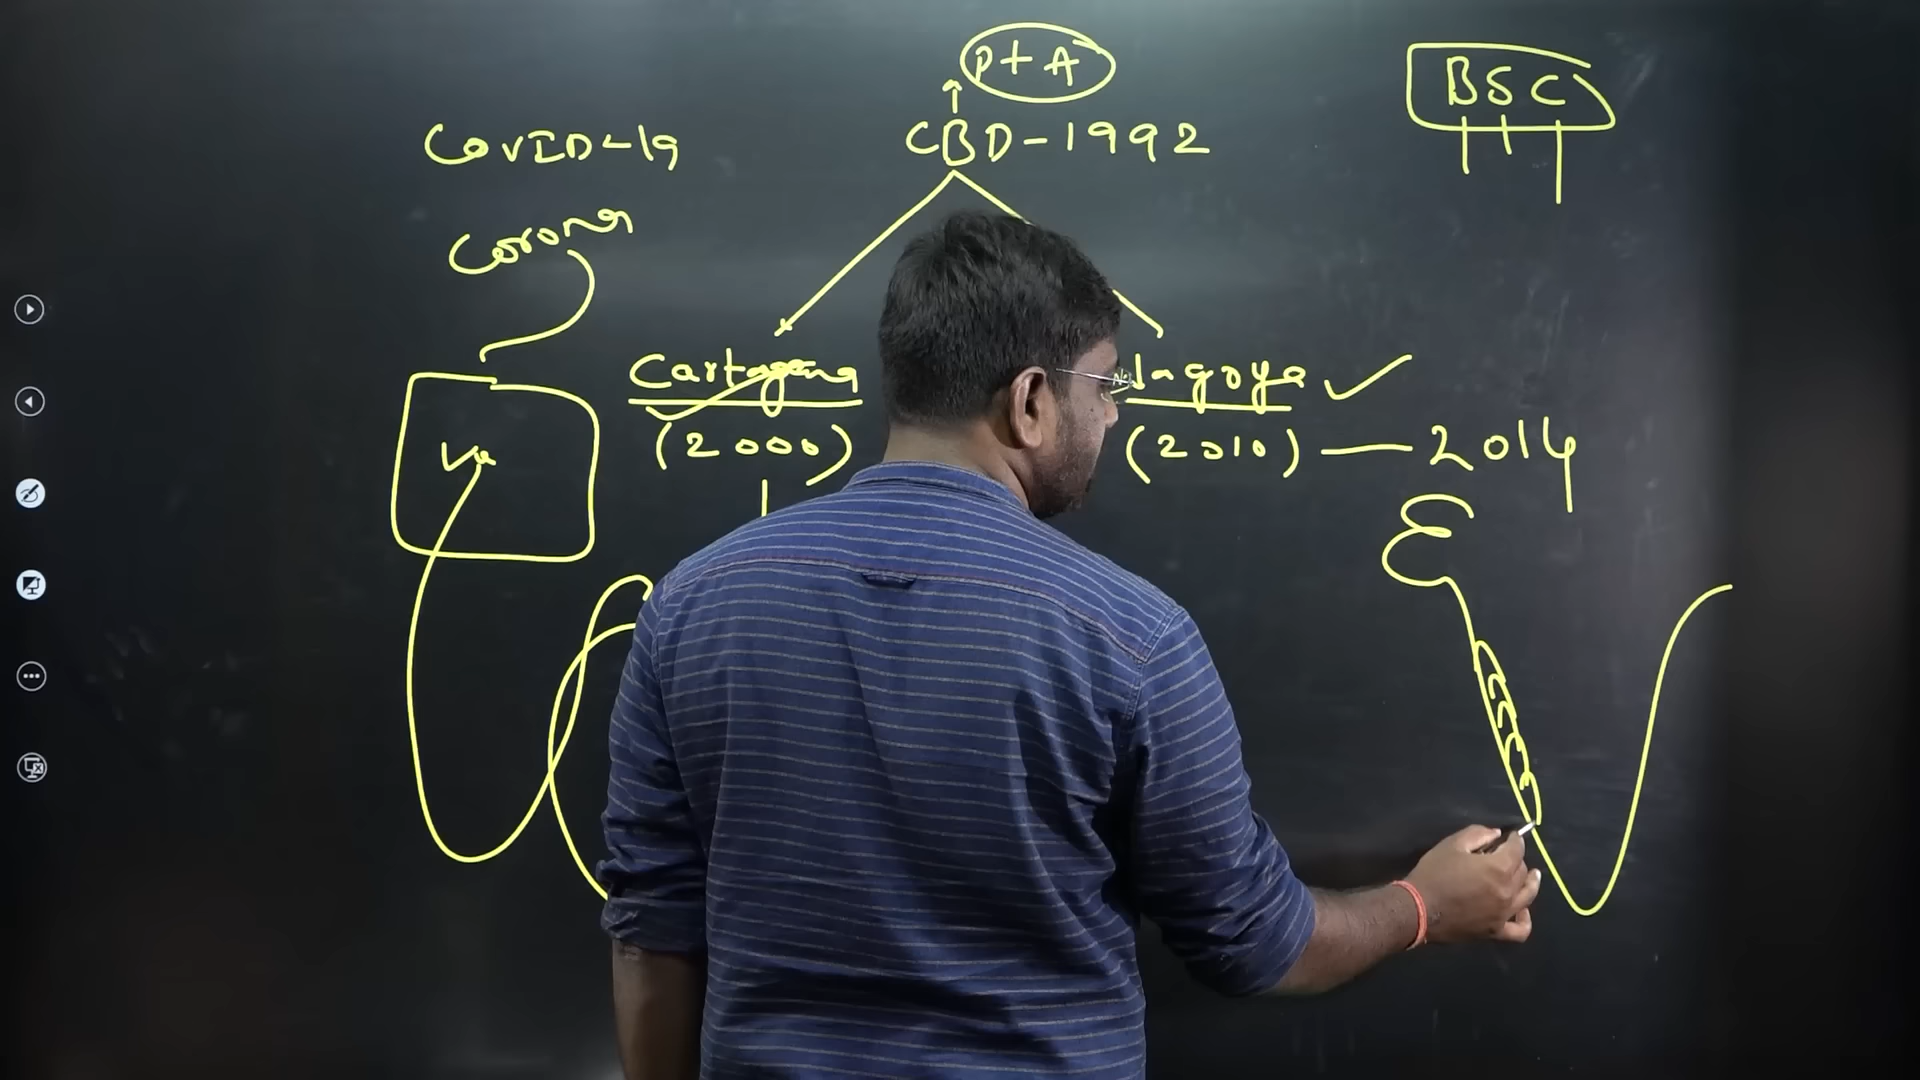 P+A
BSC
COVID-19
CBD-1992
Corona
Cartagena
(2000)
(2010) — 2014